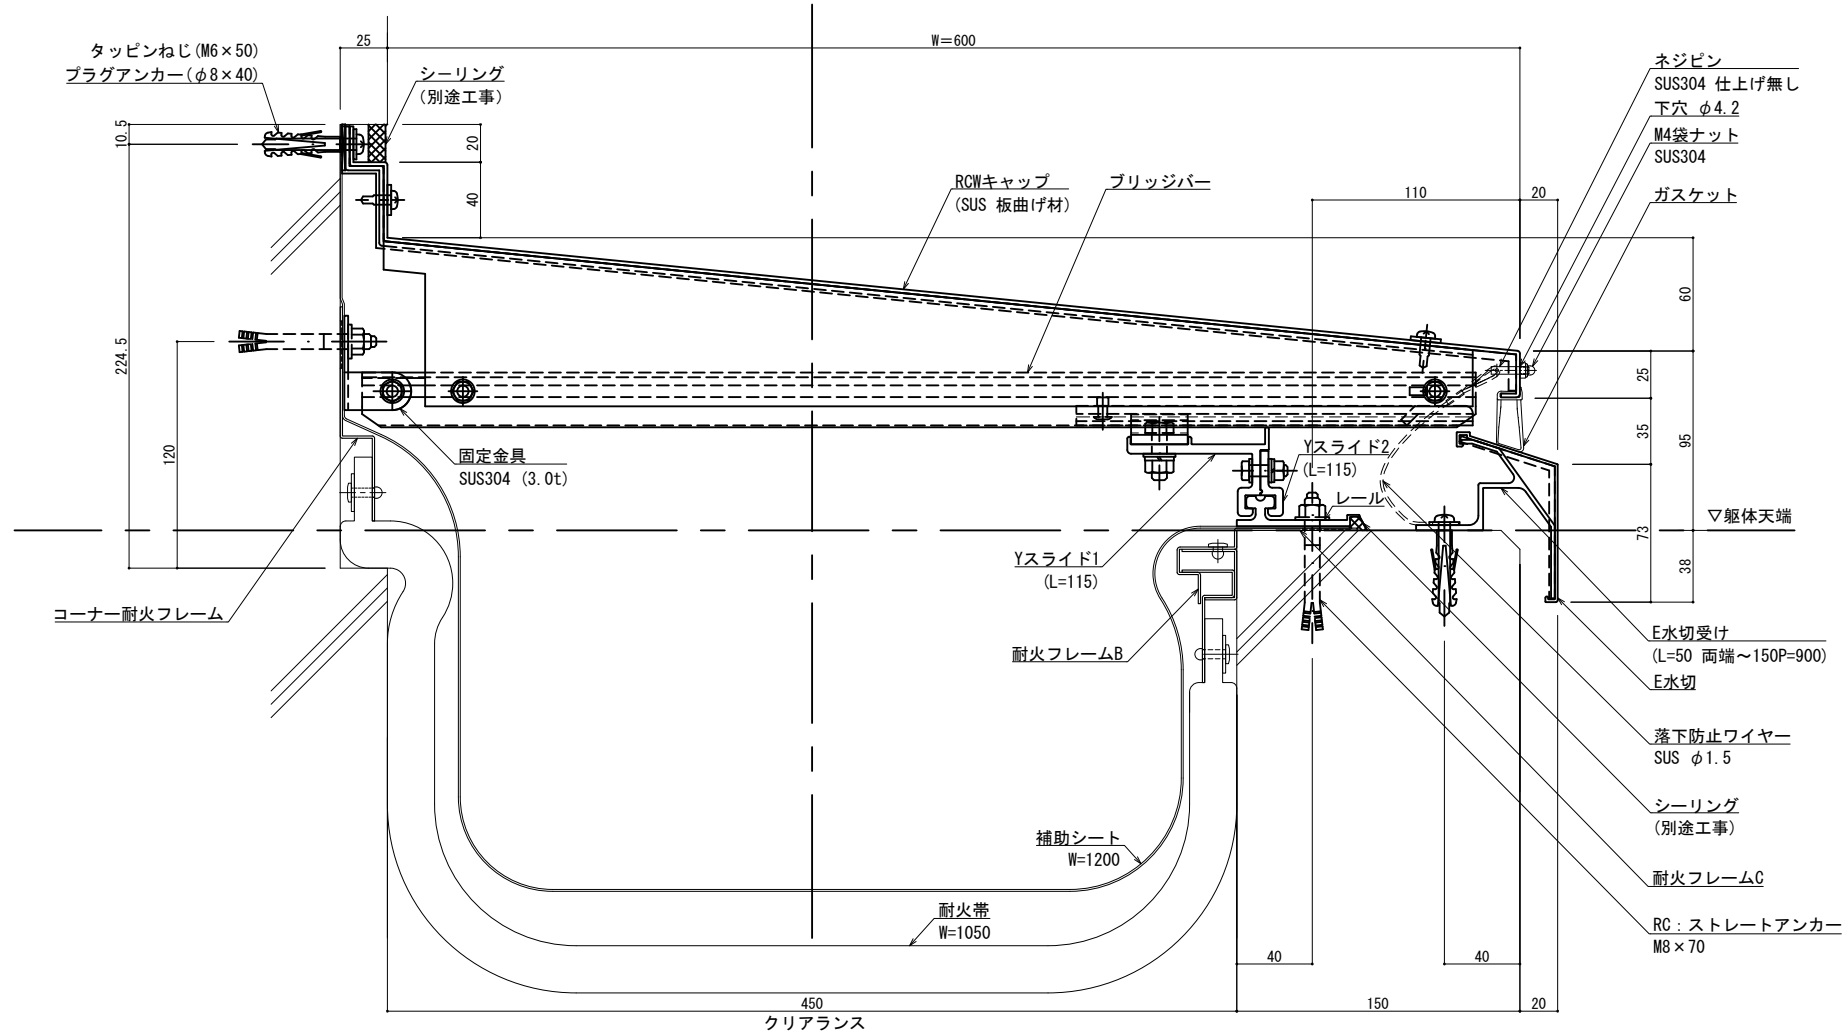 25
W=600
タッピンねじ(M6×50)
プラグアンカー(φ8×40)
シーリング
(別途工事)
ネジピン
SUS304 仕上げ無し
下穴 φ4.2
M4袋ナット
SUS304
ガスケット
10.5
20
40
RCWキャップ
(SUS 板曲げ材)
ブリッジバー
110
20
60
224.5
25
120
35
95
固定金具
SUS304 (3.0t)
Yスライド2
(L=115)
レール
▽躯体天端
73
Yスライド1
(L=115)
38
コーナー耐火フレーム
耐火フレームB
E水切受け
(L=50 両端～150P=900)
E水切
落下防止ワイヤー
SUS φ1.5
シーリング
(別途工事)
補助シート
W=1200
耐火フレームC
耐火帯
W=1050
RC：ストレートアンカー
M8×70
40
40
450
150
20
クリアランス